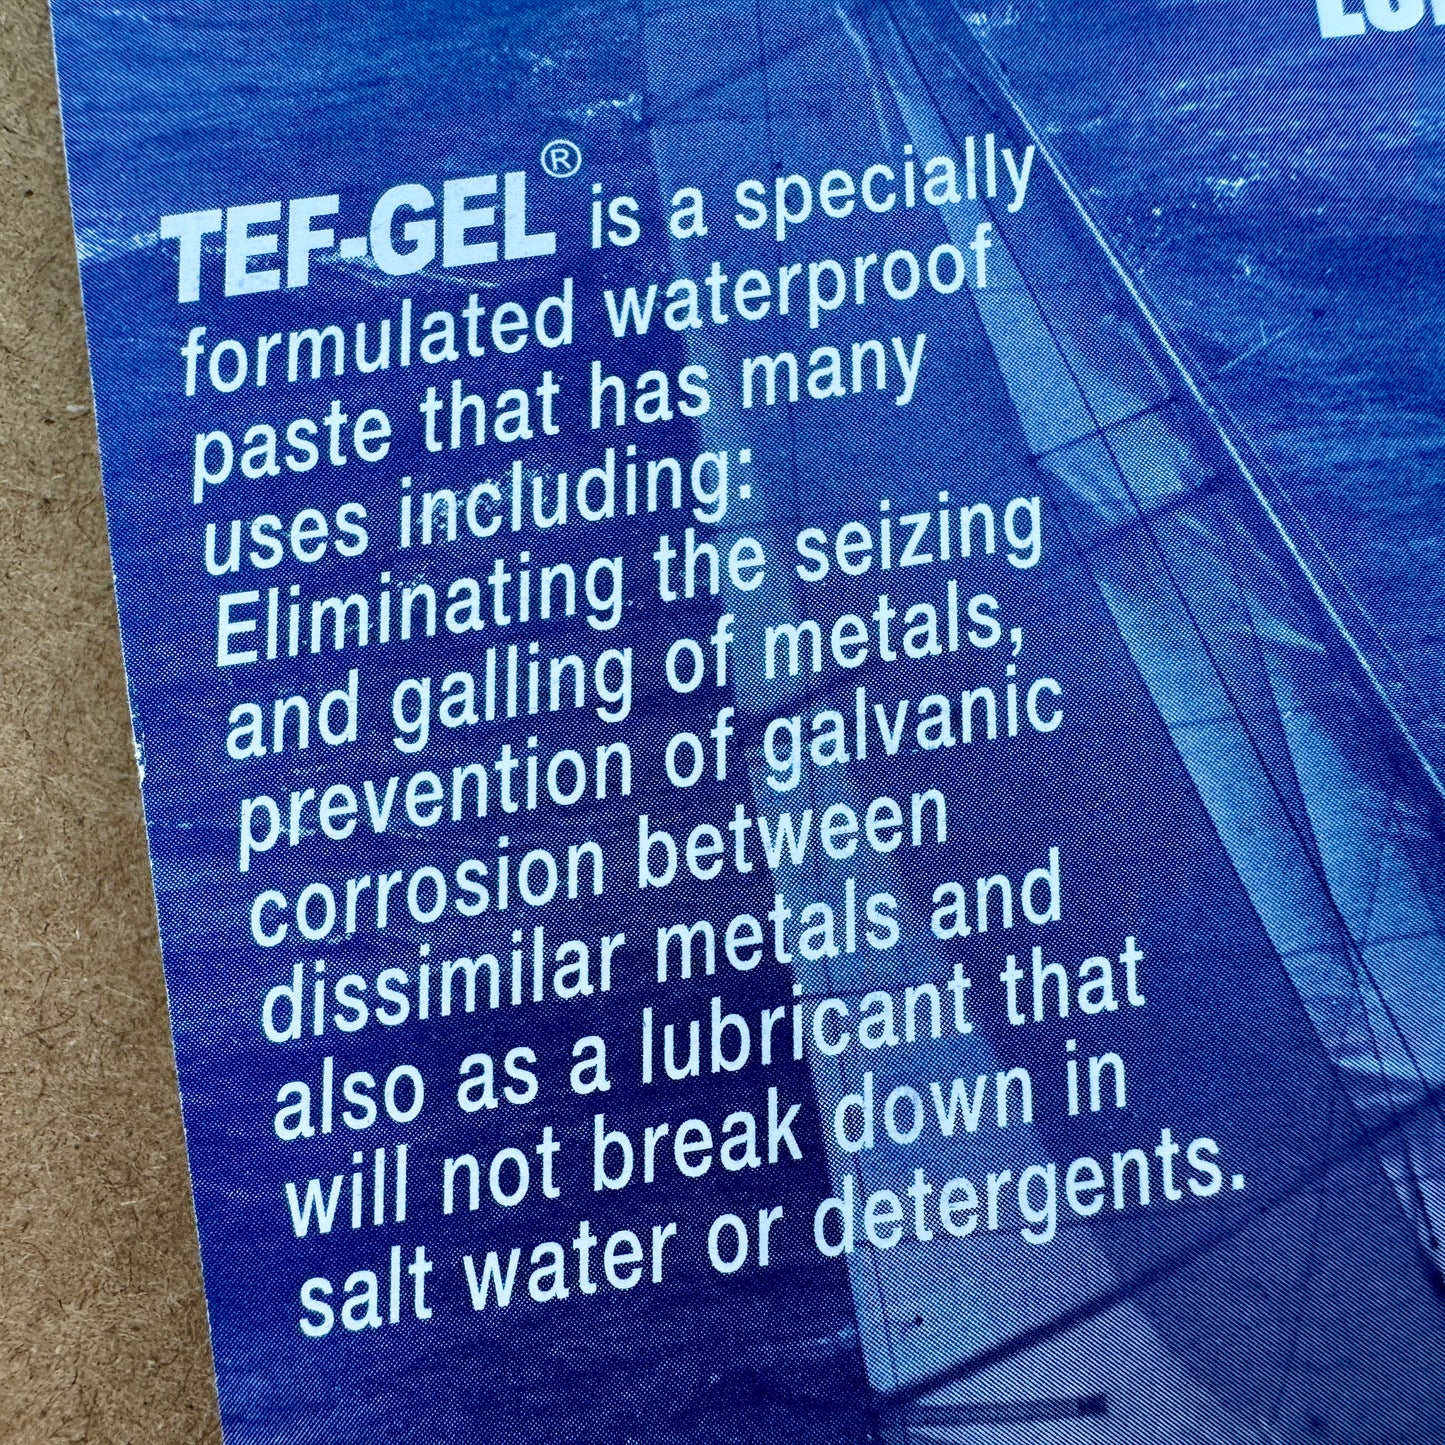 TEF-GEL® is a specially
formulated waterproof
paste that has many
uses including:
Eliminating the seizing
and galling of metals,
prevention of galvanic
corrosion between
dissimilar metals and
also as a lubricant that
will not break down in
salt water or detergents.